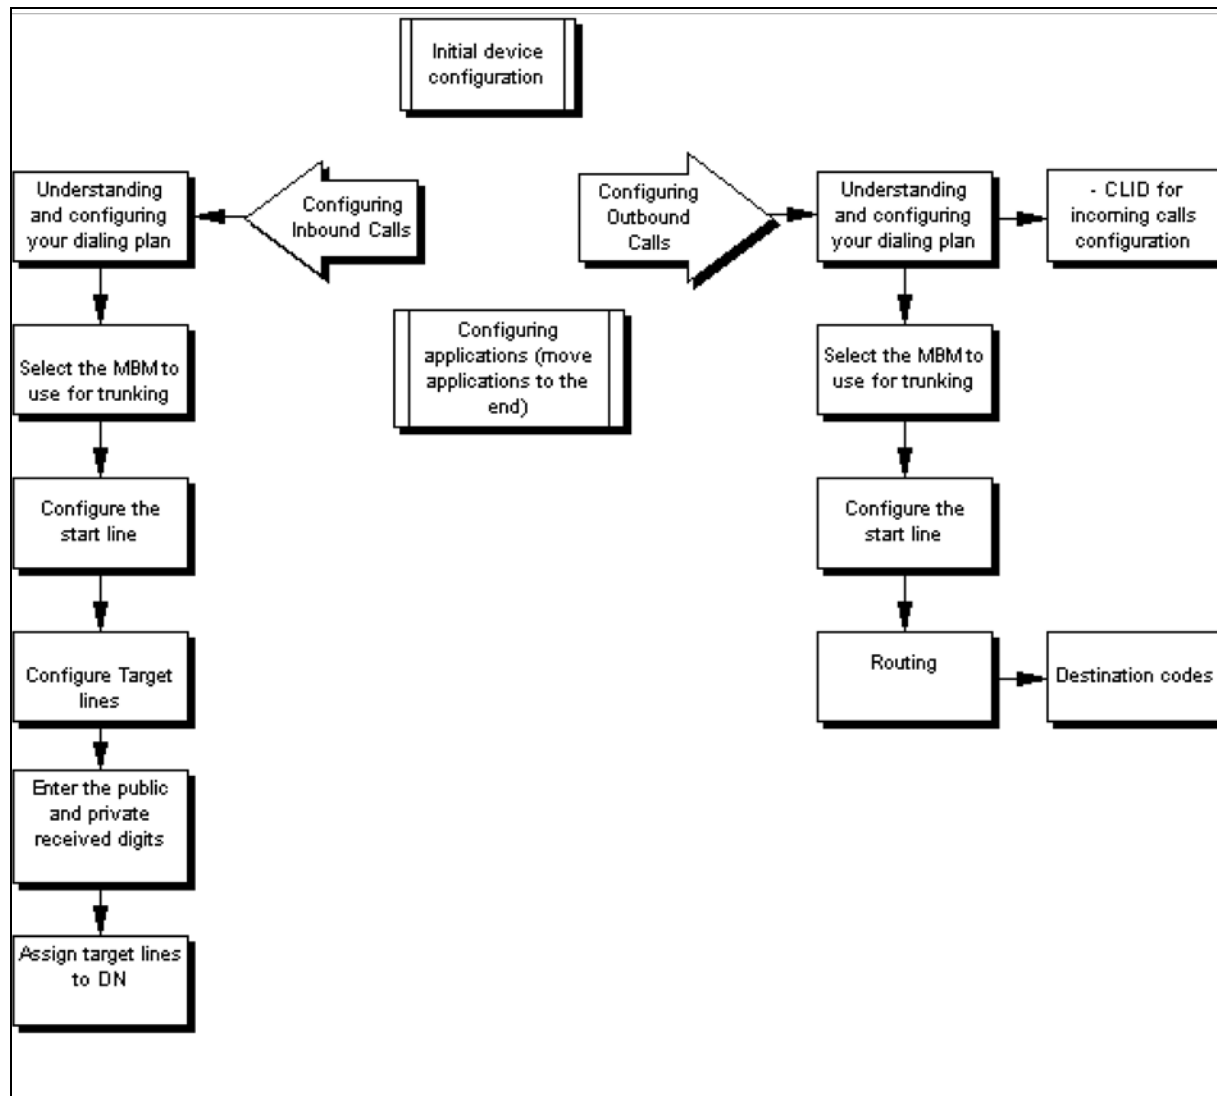 Initial device
configuration
Understanding
and configuring
your dialing plan
Configuring
Inbound Calls
Configuring
Outbound
Calls
Understanding
and configuring
your dialing plan
- CLID for
incoming calls
configuration
Configuring
applications (move
applications to the
end)
Select the MBM to
use for trunking
Select the MBM to
use for trunking
Configure the
start line
Configure the
start line
Configure Target
lines
Routing
Destination codes
Enter the public
and private
received digits
Assign target lines
to DN